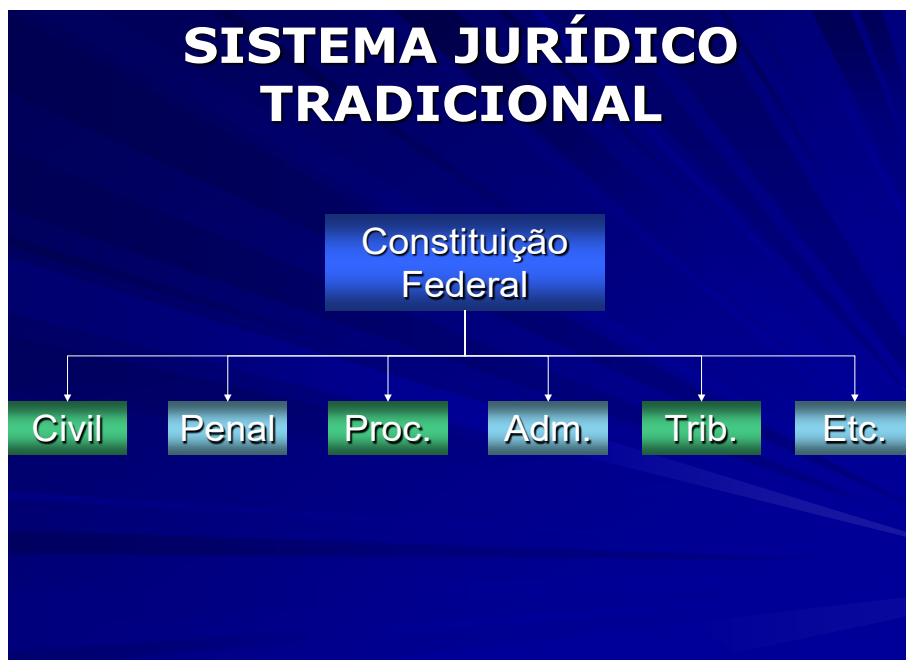 SISTEMA JURÍDICO
TRADICIONAL
Constituição
Federal
Civil
Penal
Proc.
Adm.
Trib.
Etc.